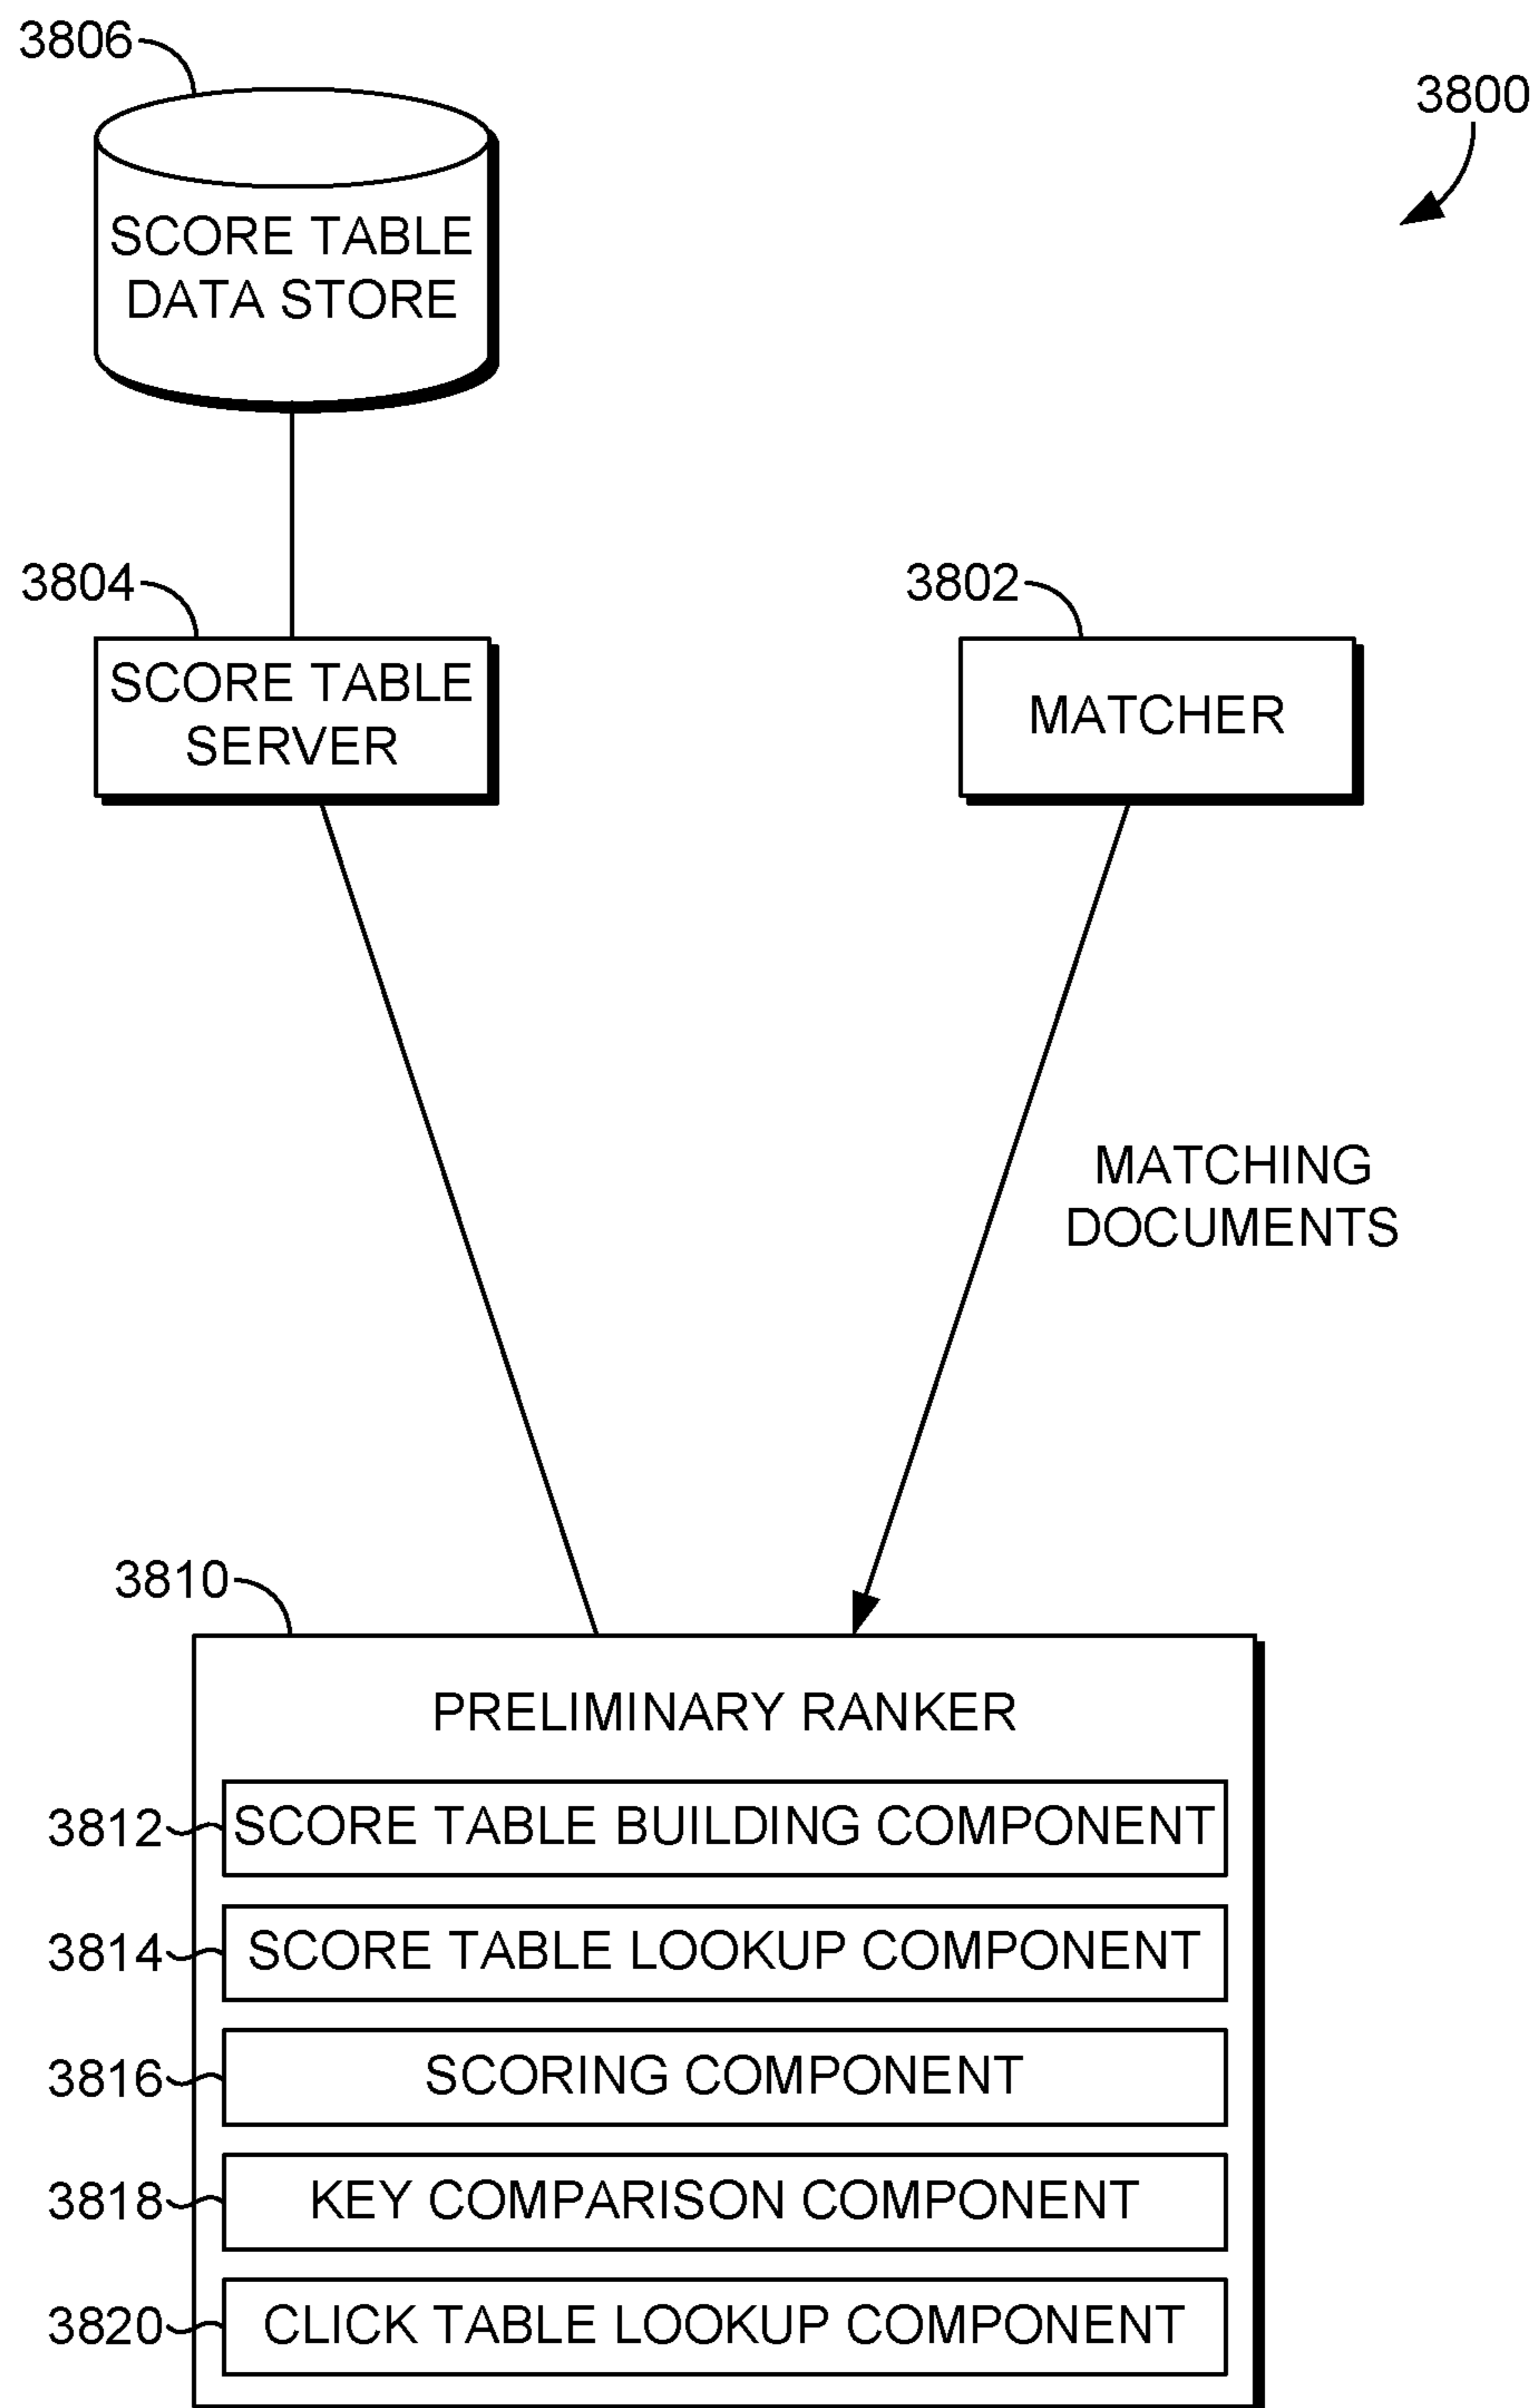 3806
3800
SCORE TABLE
DATA STORE
3804
3802
SCORE TABLE
SERVER
MATCHER
MATCHING
DOCUMENTS
3810
PRELIMINARY RANKER
3812 SCORE TABLE BUILDING COMPONENT
3814 SCORE TABLE LOOKUP COMPONENT
3816 SCORING COMPONENT
3818 KEY COMPARISON COMPONENT
3820 CLICK TABLE LOOKUP COMPONENT